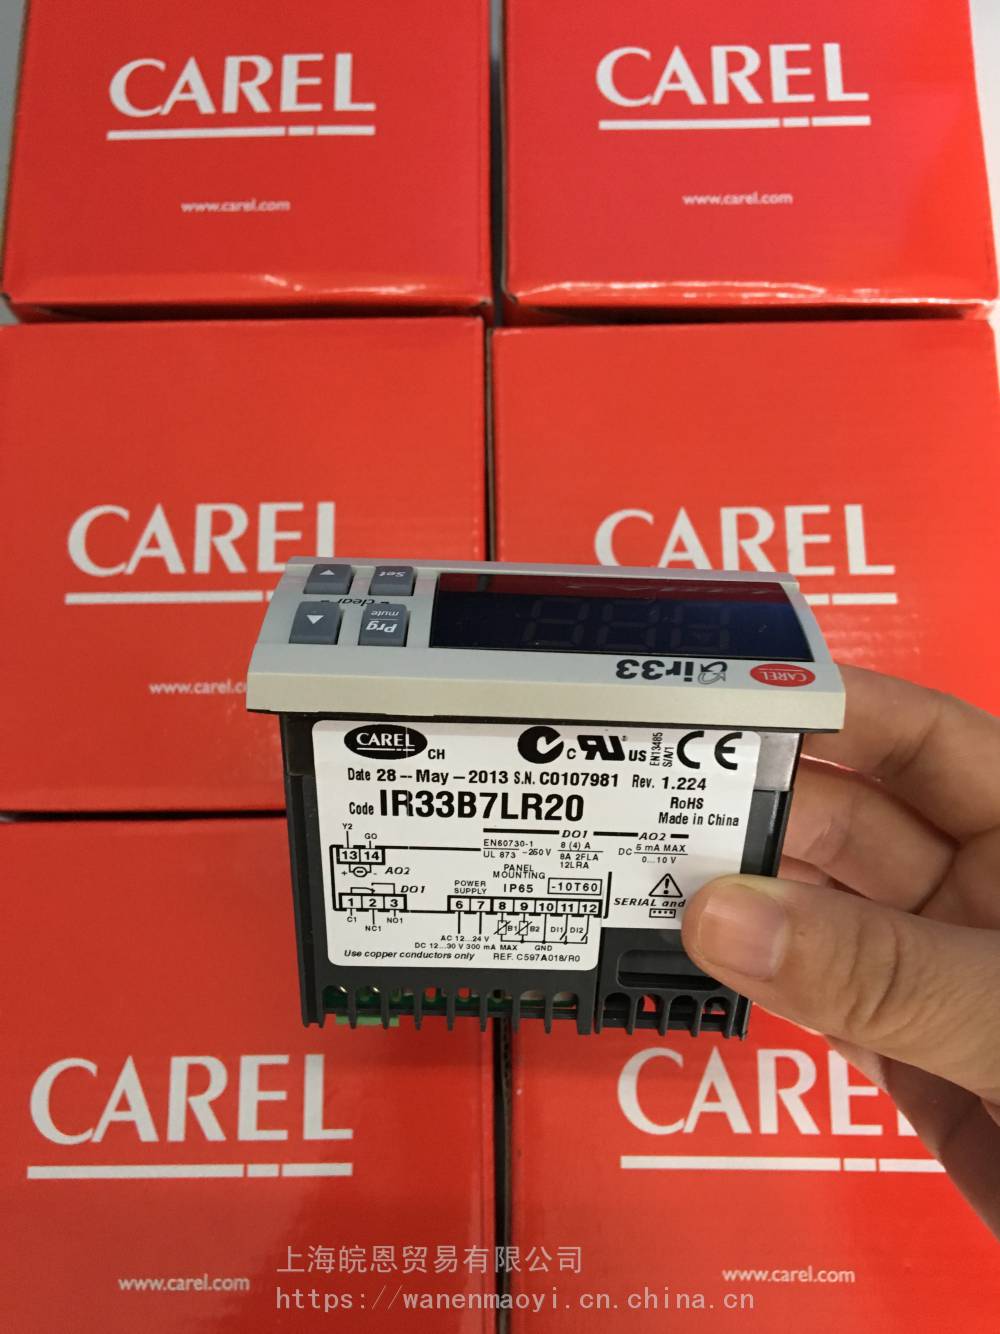 CAREL
www.carel.com
CAREL
www.carel.com
CAREL
www.carel.com
CAREL
Set
clear
Prg
mute
ir33
CAREL
CAREL CH
C UL US
EN13485
S/A/1
CE
Date 28--May-2013 S.N. C0107981 Rev. 1.224
Code IR33B7LR20
RoHS
Made in China
Y2
GO
13 14
+ - AO2
DO1
1 2 3
C1 NC1 NO1
EN60730-1
UL 873
~250 V
DO1
8 (4) A
8A 2FLA
12LRA
AO2
DC 5 mA MAX
0...10 V
PANEL
MOUNTING
IP65
-10T60
POWER
SUPPLY
SERIAL and
6 7 8 9 10 11 12
B1 B2 DI1 DI2
AC 12...24 V
DC 12...30 V 300 mA MAX GND
Use copper conductors only
REF. C597A018/R0
CAREL
www.carel.com
CAREL
www.carel.com
上海皖恩贸易有限公司
https://wanenmaoyi.cn.china.cn